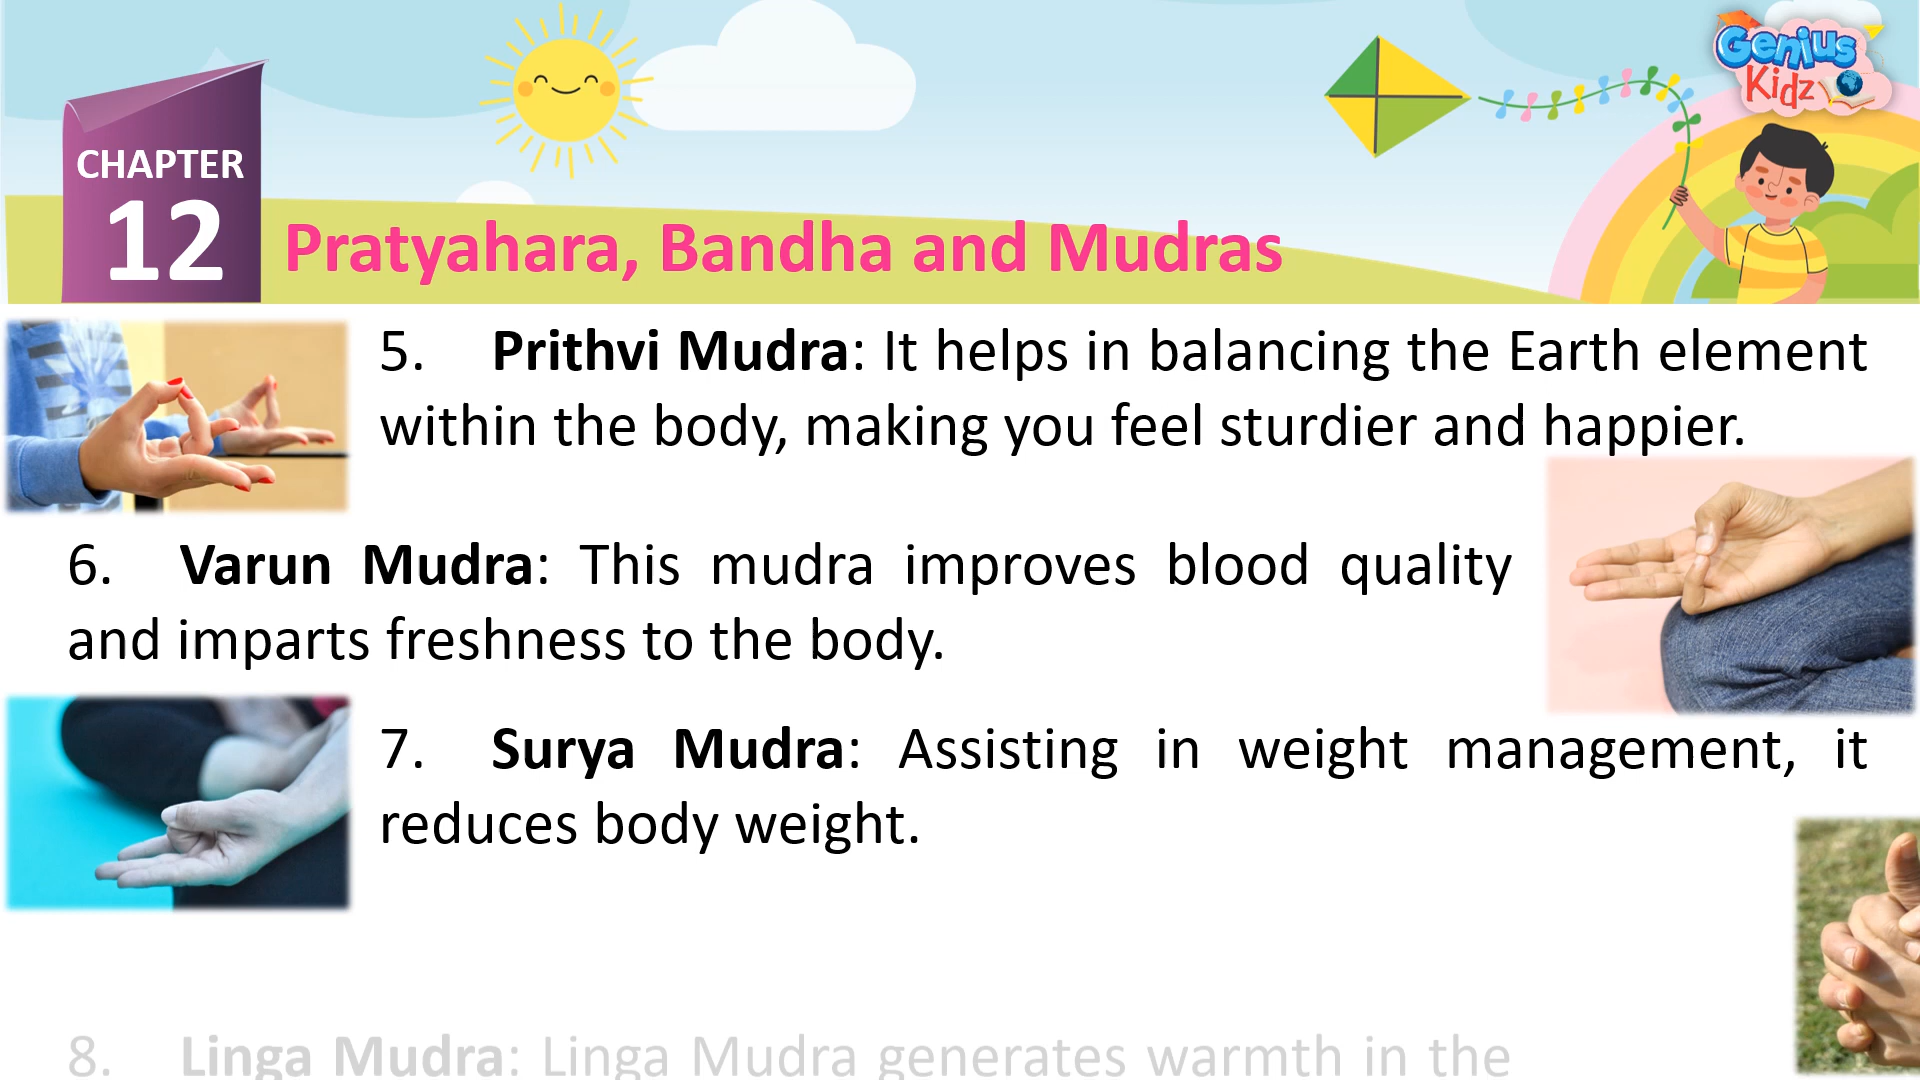 Genius
Kidz
CHAPTER
12
Pratyahara, Bandha and Mudras
5. Prithvi Mudra: It helps in balancing the Earth element
within the body, making you feel sturdier and happier.
6. Varun Mudra: This mudra improves blood quality
and imparts freshness to the body.
7. Surya Mudra: Assisting in weight management, it
reduces body weight.
8. Linga Mudra: Linga Mudra generates warmth in the